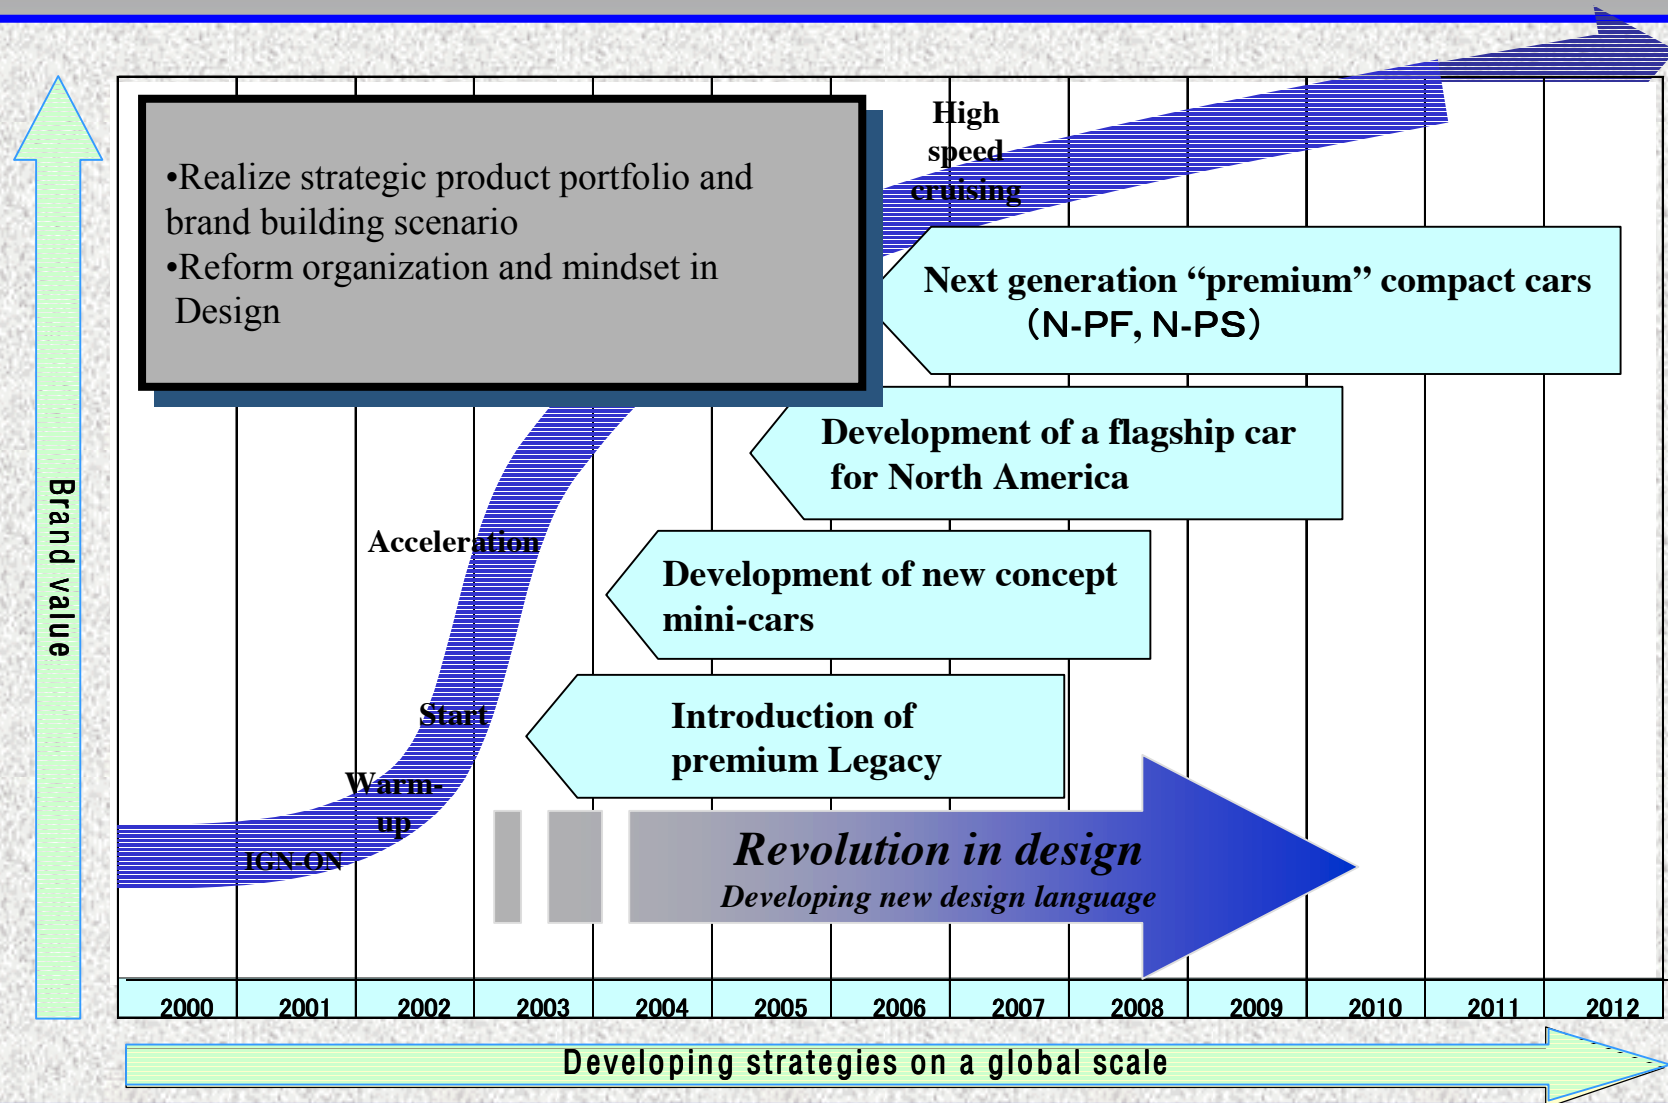 •Realize strategic product portfolio and
brand building scenario
•Reform organization and mindset in
Design
High
speed
cruising
Next generation “premium” compact cars
（N-PF, N-PS）
Development of a flagship car
for North America
Acceleration
Development of new concept
mini-cars
Start
Introduction of
premium Legacy
Warm-
up
IGN-ON
Revolution in design
Developing new design language
Brand value
2000 2001 2002 2003 2004 2005 2006 2007 2008 2009 2010 2011 2012
Developing strategies on a global scale